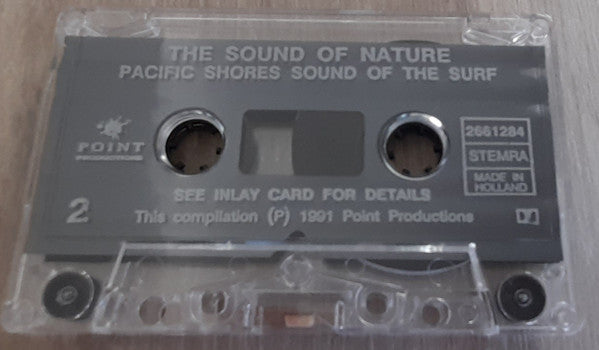 THE SOUND OF NATURE
PACIFIC SHORES SOUND OF THE SURF
POINT
PRODUCTIONS
2661284
STEMRA
MADE IN
HOLLAND
SEE INLAY CARD FOR DETAILS
2
This compilation (P) 1991 Point Productions